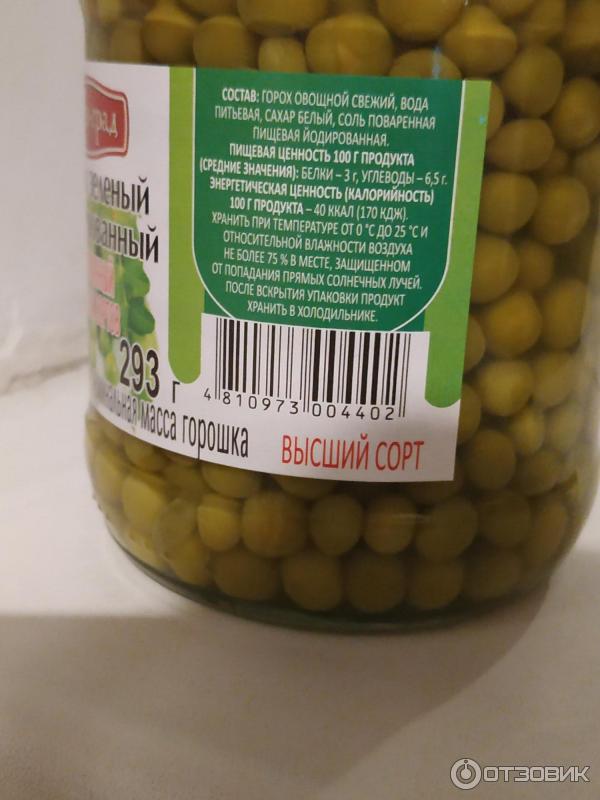 СОСТАВ: ГОРОХ ОВОЩНОЙ СВЕЖИЙ, ВОДА
ПИТЬЕВАЯ, САХАР БЕЛЫЙ, СОЛЬ ПОВАРЕННАЯ
ПИЩЕВАЯ ЙОДИРОВАННАЯ.
ПИЩЕВАЯ ЦЕННОСТЬ 100 Г ПРОДУКТА
(СРЕДНИЕ ЗНАЧЕНИЯ): БЕЛКИ – 3 г, УГЛЕВОДЫ – 6,5 г.
ЭНЕРГЕТИЧЕСКАЯ ЦЕННОСТЬ (КАЛОРИЙНОСТЬ)
100 Г ПРОДУКТА – 40 ККАЛ (170 КДЖ).
ХРАНИТЬ ПРИ ТЕМПЕРАТУРЕ ОТ 0 °С ДО 25 °С И
ОТНОСИТЕЛЬНОЙ ВЛАЖНОСТИ ВОЗДУХА
НЕ БОЛЕЕ 75 % В МЕСТЕ, ЗАЩИЩЕННОМ
ОТ ПОПАДАНИЯ ПРЯМЫХ СОЛНЕЧНЫХ ЛУЧЕЙ.
ПОСЛЕ ВСКРЫТИЯ УПАКОВКИ ПРОДУКТ
ХРАНИТЬ В ХОЛОДИЛЬНИКЕ.
град
зеленый
ванный
293 г
масса горошка
4 810973 004402
ВЫСШИЙ СОРТ
ОТЗОВИК